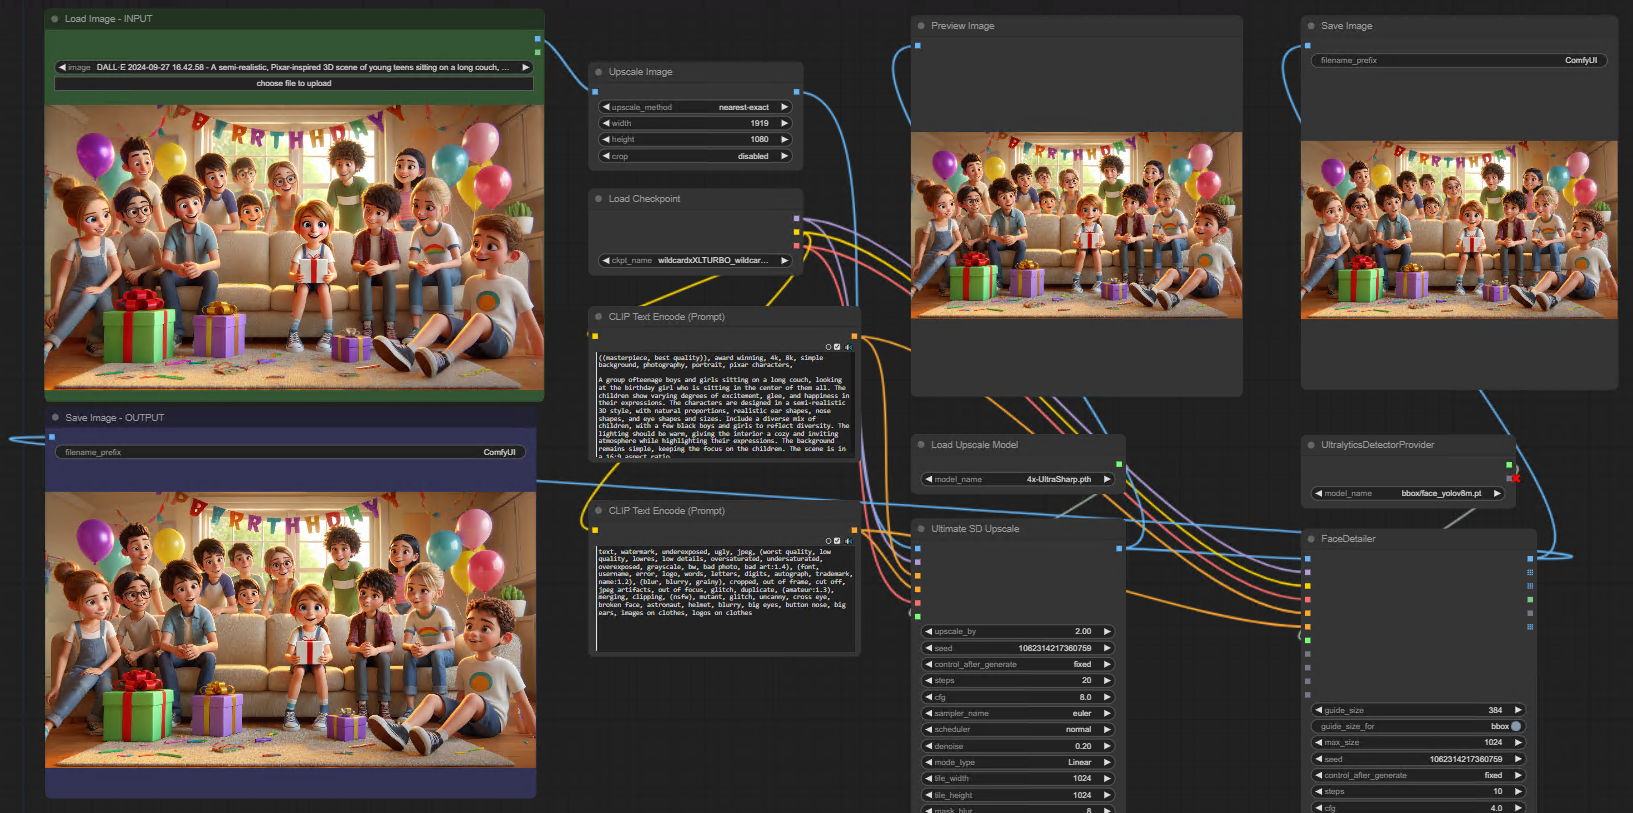 Load Image - INPUT
image DALL·E 2024-09-27 16.42.58 - A semi-realistic, Pixar-inspired 3D scene of young teens sitting on a long couch, ...
choose file to upload
BPRRTHHDAY
Save Image - OUTPUT
filename_prefix ComfyUI
Upscale Image
upscale_method nearest-exact
width 1919
height 1080
crop disabled
Load Checkpoint
ckpt_name wildcardxXLTURBO_wildcar...
CLIP Text Encode (Prompt)
((masterpiece, best quality)), award winning, 4k, 8k, simple
background, photography, portrait, pixar characters,
A group ofteenage boys and girls sitting on a long couch, looking
at the birthday girl who is sitting in the center of them all. The
children show varying degrees of excitement, glee, and happiness in
their expressions. The characters are designed in a semi-realistic
3D style, with natural proportions, realistic ear shapes, nose
shapes, and eye shapes and sizes. Include a diverse mix of
children, with a few black boys and girls to reflect diversity. The
lighting should be warm, giving the interior a cozy and inviting
atmosphere while highlighting their expressions. The background
remains simple, keeping the focus on the children. The scene is in
a 16:9 aspect ratio
CLIP Text Encode (Prompt)
text, watermark, underexposed, ugly, jpeg, (worst quality, low
quality, lowres, low details, oversaturated, undersaturated,
overexposed, grayscale, bw, bad photo, bad art:1.4), (font,
username, error, logo, words, letters, digits, autograph, trademark,
name:1.2), (blur, blurry, grainy), cropped, out of frame, cut off,
jpeg artifacts, out of focus, glitch, duplicate, (amateur:1.3),
merging, clipping, (nsfw), mutant, glitch, uncanny, cross eye,
broken face, astronaut, helmet, blurry, big eyes, button nose, big
ears, images on clothes, logos on clothes
Preview Image
Load Upscale Model
model_name 4x-UltraSharp.pth
Ultimate SD Upscale
upscale_by 2.00
seed 1062314217360759
control_after_generate fixed
steps 20
cfg 8.0
sampler_name euler
scheduler normal
denoise 0.20
mode_type Linear
tile_width 1024
tile_height 1024
mask_blur 8
Save Image
filename_prefix ComfyUI
UltralyticsDetectorProvider
model_name bbox/face_yolov8m.pt
FaceDetailer
guide_size 384
guide_size_for bbox
max_size 1024
seed 1062314217360759
control_after_generate fixed
steps 10
cfg 4.0